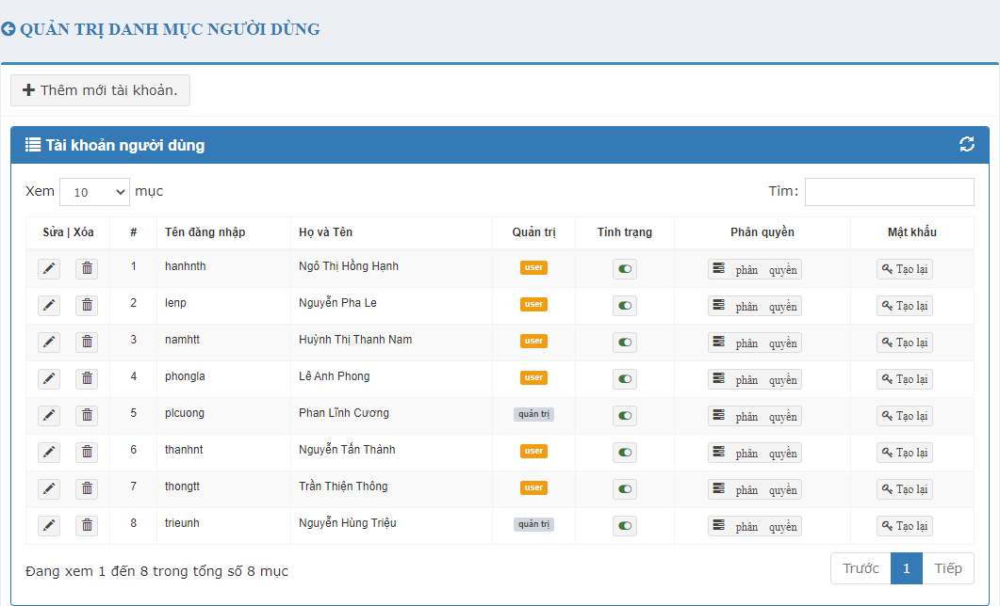 QUẢN TRỊ DANH MỤC NGƯỜI DÙNG
Thêm mới tài khoản.
Tài khoản người dùng
Xem 10 mục Tìm:
Sửa | Xóa # Tên đăng nhập Họ và Tên Quản trị Tình trạng Phân quyền Mật khẩu
1 hanhnth Ngô Thị Hồng Hạnh user phân quyền Tạo lại
2 lenp Nguyễn Pha Le user phân quyền Tạo lại
3 namhtt Huỳnh Thị Thanh Nam user phân quyền Tạo lại
4 phongla Lê Anh Phong user phân quyền Tạo lại
5 plcuong Phan Lĩnh Cương quản trị phân quyền Tạo lại
6 thanhnt Nguyễn Tấn Thành user phân quyền Tạo lại
7 thongtt Trần Thiện Thông user phân quyền Tạo lại
8 trieunh Nguyễn Hùng Triệu quản trị phân quyền Tạo lại
Đang xem 1 đến 8 trong tổng số 8 mục Trước 1 Tiếp